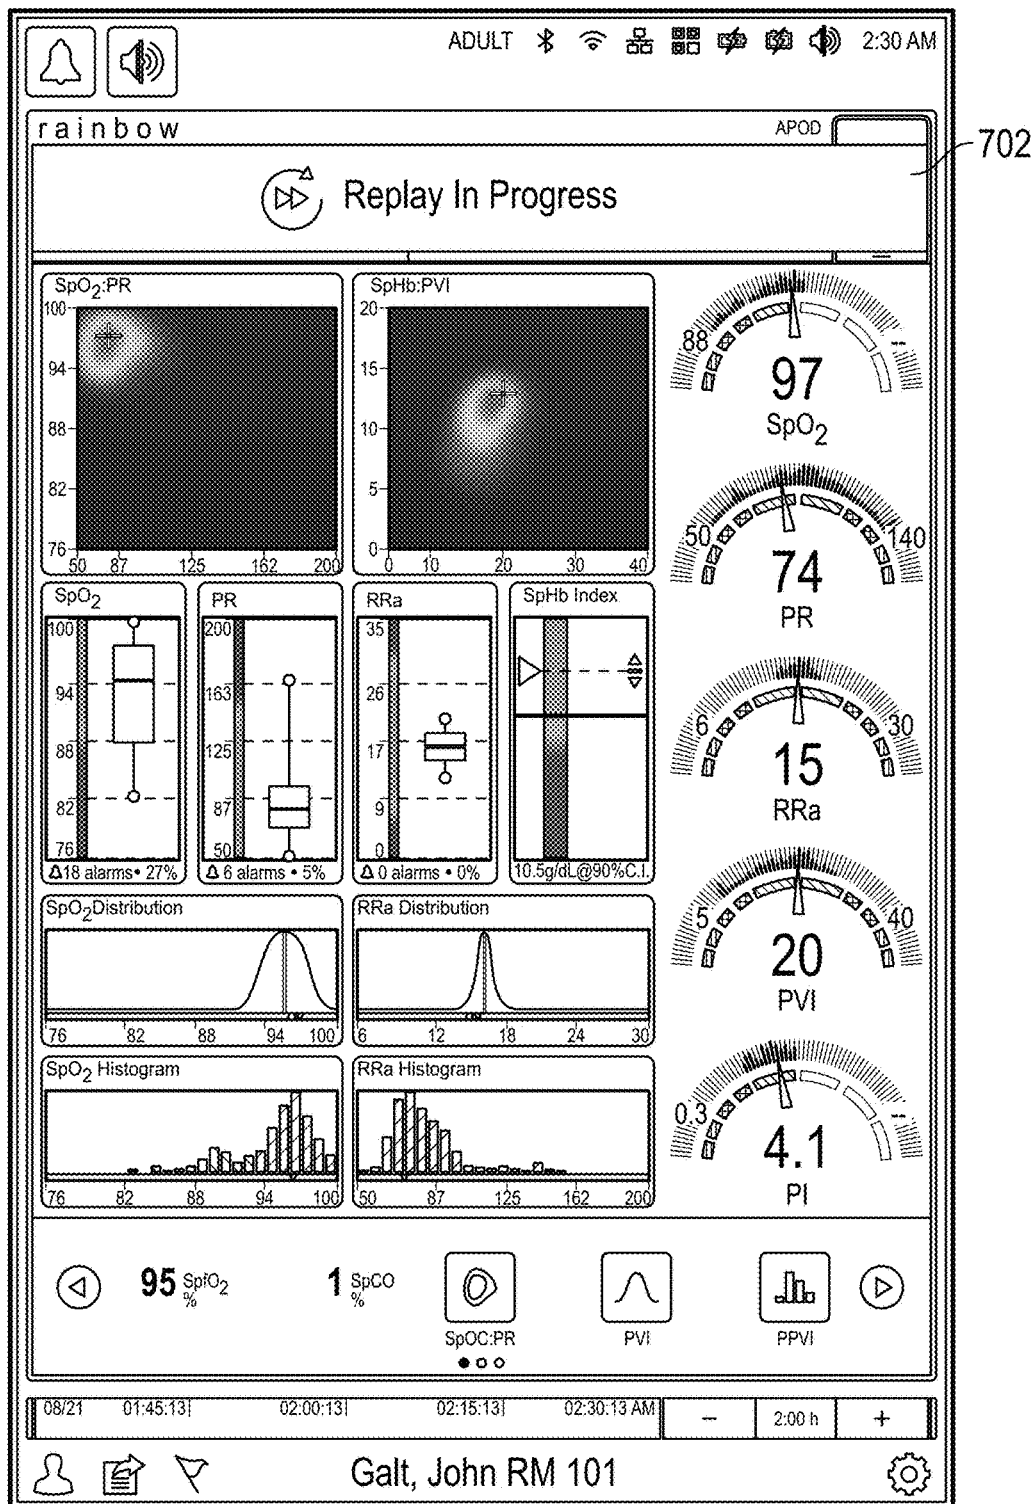 ADULT 2:30 AM
rainbow APOD
702
Replay In Progress
SpO2:PR
100
94
88
82
76
50 87 125 162 200
SpHb:PVI
20
15
10
5
0
0 10 20 30 40
88 --
97
SpO2
50 140
74
PR
6 30
15
RRa
5 40
20
PVI
0.3 --
4.1
PI
SpO2
100
94
88
82
76
18 alarms • 27%
PR
200
163
125
87
50
6 alarms • 5%
RRa
35
26
17
9
0
0 alarms • 0%
SpHb Index
10.5g/dL@90%C.I.
SpO2Distribution
76 82 88 94 100
RRa Distribution
6 12 18 24 30
SpO2 Histogram
76 82 88 94 100
RRa Histogram
50 87 125 162 200
95 SpfO2 %
1 SpCO %
SpOC:PR
PVI
PPVI
08/21 01:45:13 02:00:13 02:15:13 02:30:13 AM − 2:00 h +
Galt, John RM 101